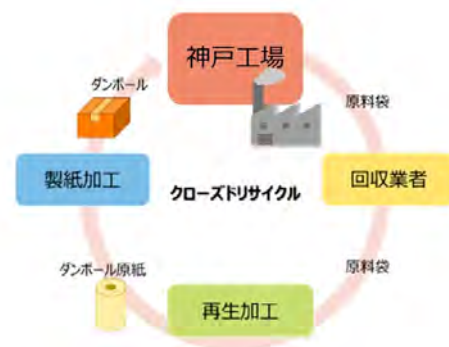 神戸工場
ダンボール
原料袋
製紙加工
クローズドリサイクル
回収業者
ダンボール原紙
原料袋
再生加工